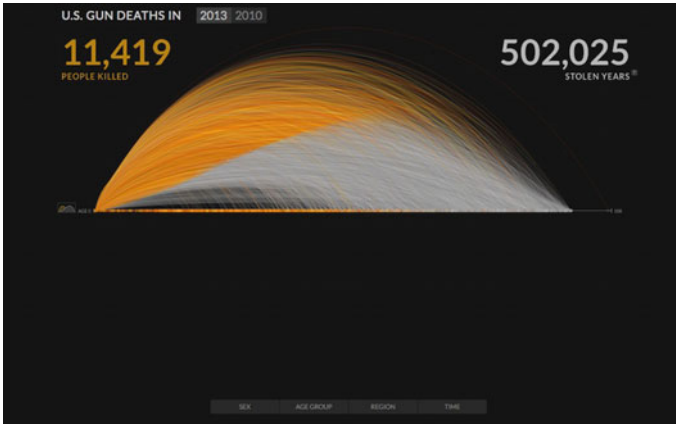 U.S. GUN DEATHS IN 2013 2010
11,419
PEOPLE KILLED
502,025
STOLEN YEARS
SEX AGE GROUP REGION TIME